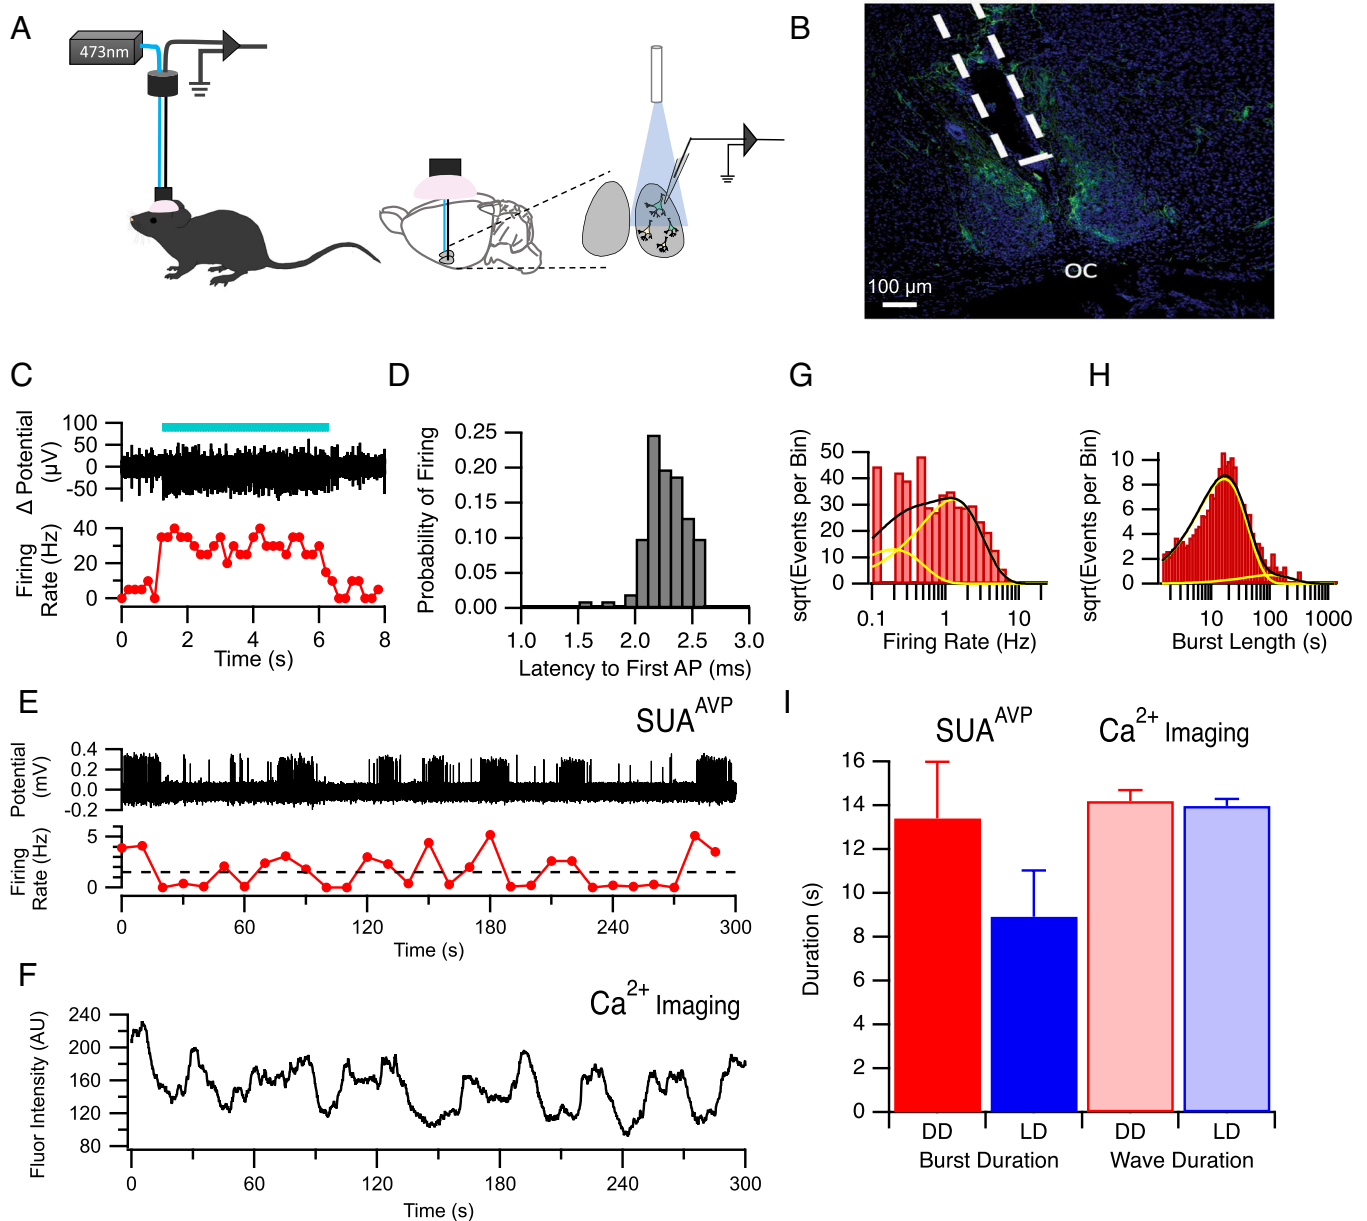 A
473nm
B
OC
100 µm
C
Δ Potential
(µV)
100
50
0
-50
Firing
Rate (Hz)
40
20
0
0 2 4 6 8
Time (s)
D
Probability of Firing
0.25
0.20
0.15
0.10
0.05
0.00
1.0 1.5 2.0 2.5 3.0
Latency to First AP (ms)
G
sqrt(Events per Bin)
50
40
30
20
10
0
0.1 1 10
Firing Rate (Hz)
H
sqrt(Events per Bin)
10
8
6
4
2
0
10 100 1000
Burst Length (s)
E
SUA^AVP
Potential
(mV)
0.4
0.2
0.0
-0.2
Firing
Rate (Hz)
5
0
0 60 120 180 240 300
Time (s)
F
Ca2+ Imaging
Fluor Intensity (AU)
240
200
160
120
80
0 60 120 180 240 300
Time (s)
I
SUA^AVP Ca2+ Imaging
Duration (s)
16
14
12
10
8
6
4
2
0
DD LD DD LD
Burst Duration Wave Duration